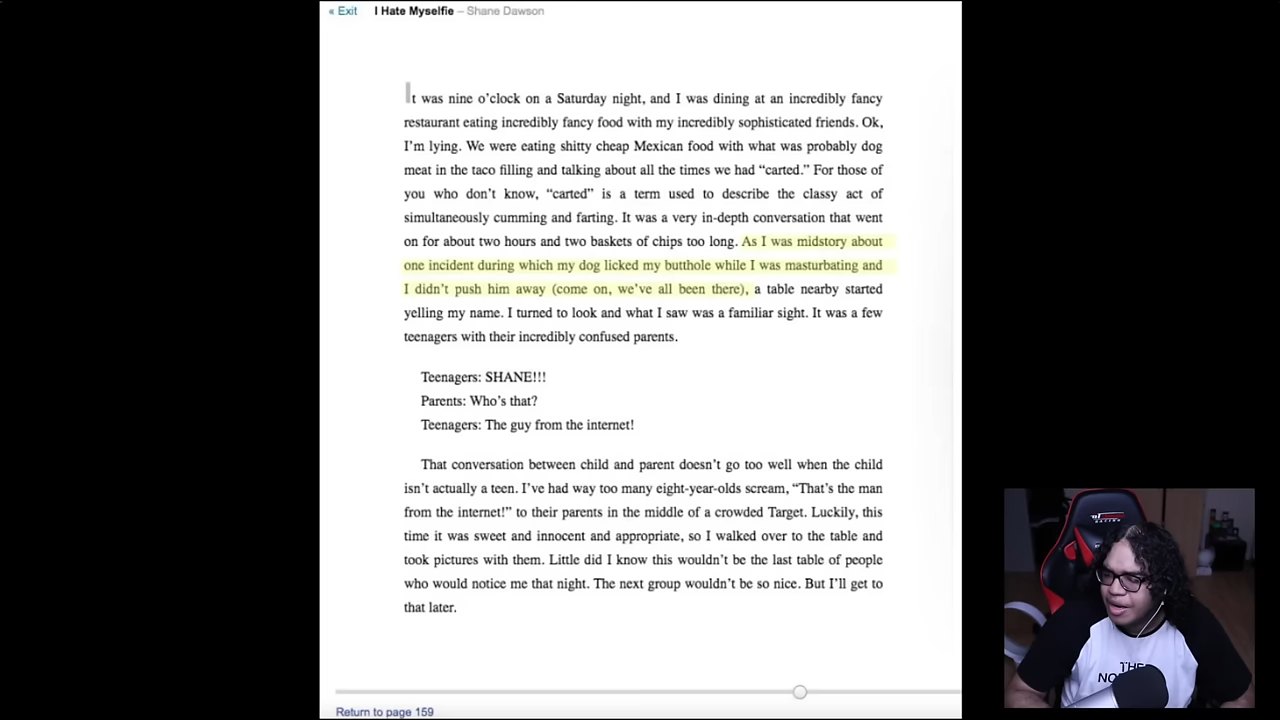 « Exit I Hate Myselfie – Shane Dawson
It was nine o’clock on a Saturday night, and I was dining at an incredibly fancy
restaurant eating incredibly fancy food with my incredibly sophisticated friends. Ok,
I’m lying. We were eating shitty cheap Mexican food with what was probably dog
meat in the taco filling and talking about all the times we had “carted.” For those of
you who don’t know, “carted” is a term used to describe the classy act of
simultaneously cumming and farting. It was a very in-depth conversation that went
on for about two hours and two baskets of chips too long. As I was midstory about
one incident during which my dog licked my butthole while I was masturbating and
I didn’t push him away (come on, we’ve all been there), a table nearby started
yelling my name. I turned to look and what I saw was a familiar sight. It was a few
teenagers with their incredibly confused parents.
Teenagers: SHANE!!!
Parents: Who’s that?
Teenagers: The guy from the internet!
That conversation between child and parent doesn’t go too well when the child
isn’t actually a teen. I’ve had way too many eight-year-olds scream, “That’s the man
from the internet!” to their parents in the middle of a crowded Target. Luckily, this
time it was sweet and innocent and appropriate, so I walked over to the table and
took pictures with them. Little did I know this wouldn’t be the last table of people
who would notice me that night. The next group wouldn’t be so nice. But I’ll get to
that later.
Return to page 159
RACING
THE
NO